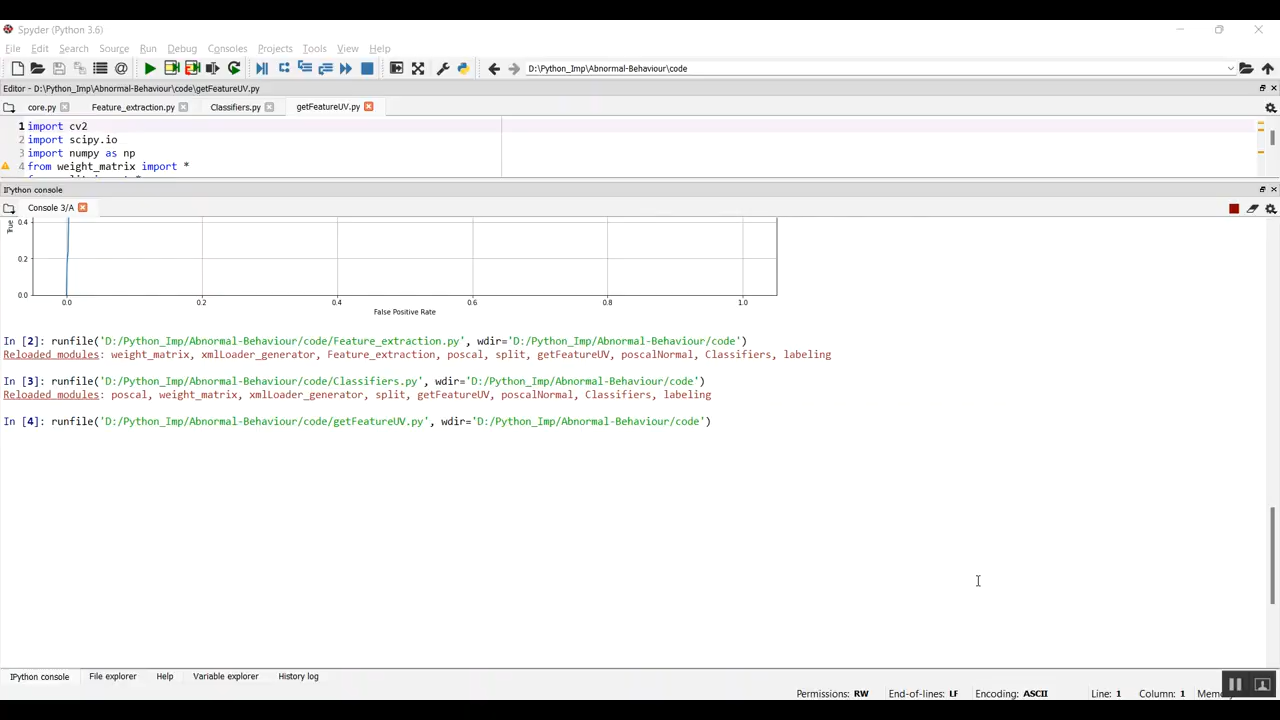 Spyder (Python 3.6)
File Edit Search Source Run Debug Consoles Projects Tools View Help
D:\Python_Imp\Abnormal-Behaviour\code
Editor - D:\Python_Imp\Abnormal-Behaviour\code\getFeatureUV.py
core.py Feature_extraction.py Classifiers.py getFeatureUV.py
1 import cv2
2 import scipy.io
3 import numpy as np
4 from weight_matrix import *
IPython console
Console 3/A
0.4
True
0.2
0.0
0.0 0.2 0.4 0.6 0.8 1.0
False Positive Rate
In [2]: runfile('D:/Python_Imp/Abnormal-Behaviour/code/Feature_extraction.py', wdir='D:/Python_Imp/Abnormal-Behaviour/code')
Reloaded modules: weight_matrix, xmlLoader_generator, Feature_extraction, poscal, split, getFeatureUV, poscalNormal, Classifiers, labeling
In [3]: runfile('D:/Python_Imp/Abnormal-Behaviour/code/Classifiers.py', wdir='D:/Python_Imp/Abnormal-Behaviour/code')
Reloaded modules: poscal, weight_matrix, xmlLoader_generator, split, getFeatureUV, poscalNormal, Classifiers, labeling
In [4]: runfile('D:/Python_Imp/Abnormal-Behaviour/code/getFeatureUV.py', wdir='D:/Python_Imp/Abnormal-Behaviour/code')
IPython console File explorer Help Variable explorer History log
Permissions: RW End-of-lines: LF Encoding: ASCII Line: 1 Column: 1